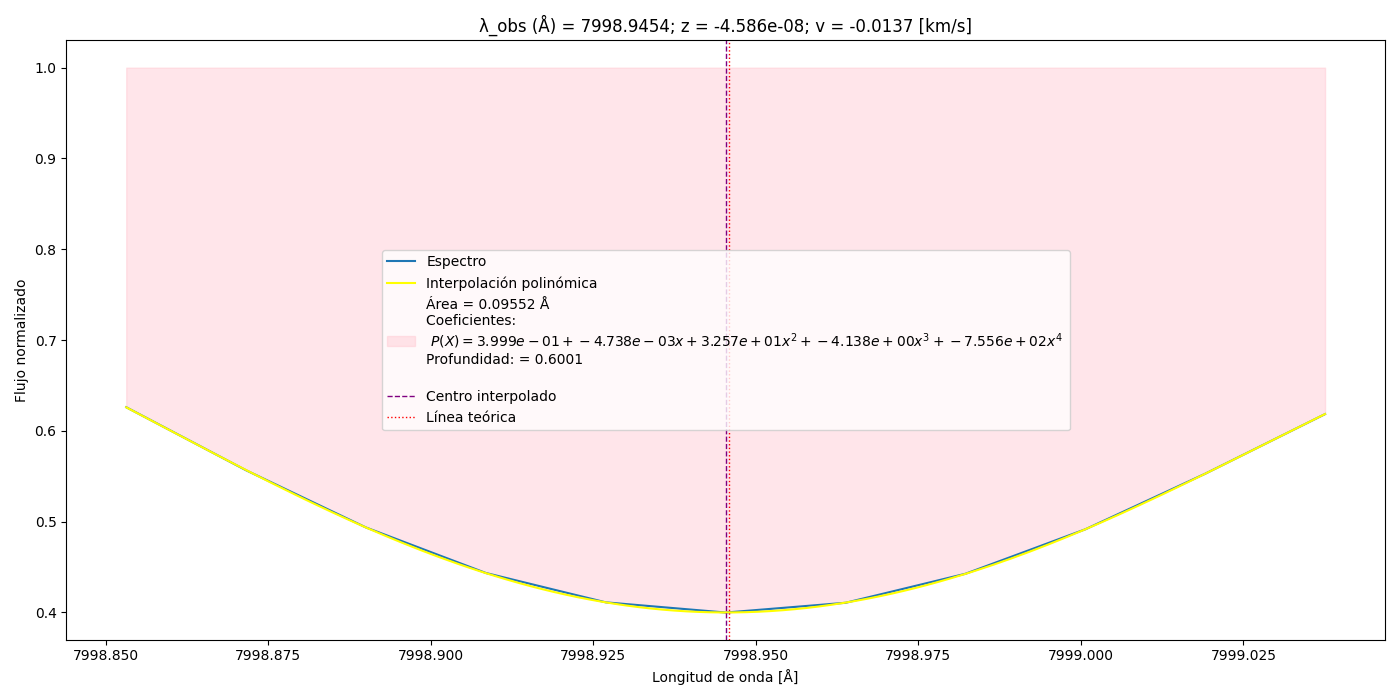 λ_obs (Å) = 7998.9454; z = -4.586e-08; v = -0.0137 [km/s]
1.0
0.9
0.8
0.7
0.6
0.5
0.4
Flujo normalizado
Espectro
Interpolación polinómica
Área = 0.09552 Å
Coeficientes:
P(X) = 3.999e − 01 + −4.738e − 03x + 3.257e + 01x² + −4.138e + 00x³ + −7.556e + 02x⁴
Profundidad: = 0.6001
Centro interpolado
Línea teórica
7998.850 7998.875 7998.900 7998.925 7998.950 7998.975 7999.000 7999.025
Longitud de onda [Å]